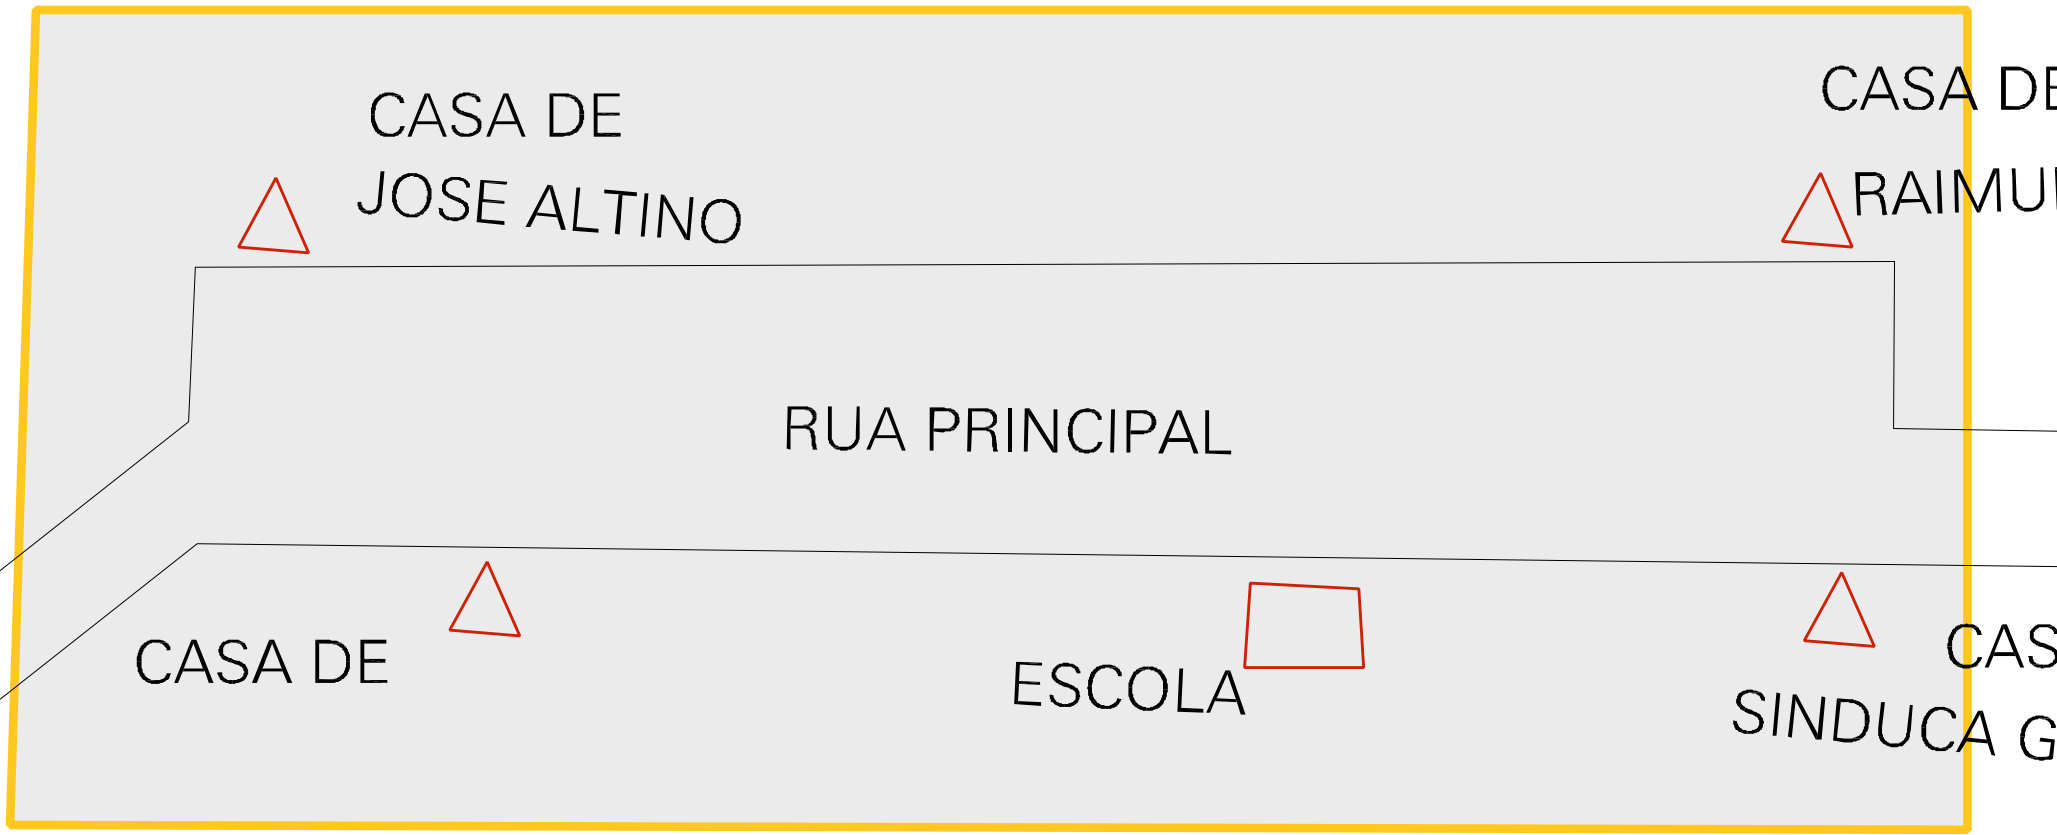 CASA DE
JOSE ALTINO
CASA DE
RUA PRINCIPAL
CASA DE
ESCOLA
SINDUCA